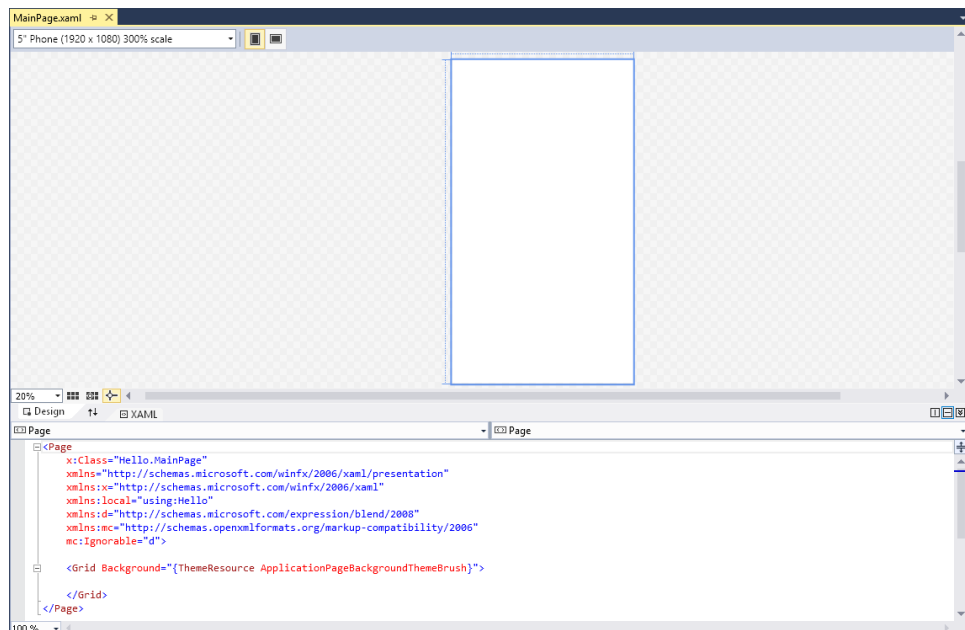 MainPage.xaml
5" Phone (1920 x 1080) 300% scale
20%
Design
XAML
Page
Page
<Page
x:Class="Hello.MainPage"
xmlns="http://schemas.microsoft.com/winfx/2006/xaml/presentation"
xmlns:x="http://schemas.microsoft.com/winfx/2006/xaml"
xmlns:local="using:Hello"
xmlns:d="http://schemas.microsoft.com/expression/blend/2008"
xmlns:mc="http://schemas.openxmlformats.org/markup-compatibility/2006"
mc:Ignorable="d">
<Grid Background="{ThemeResource ApplicationPageBackgroundThemeBrush}">
</Grid>
</Page>
100 %